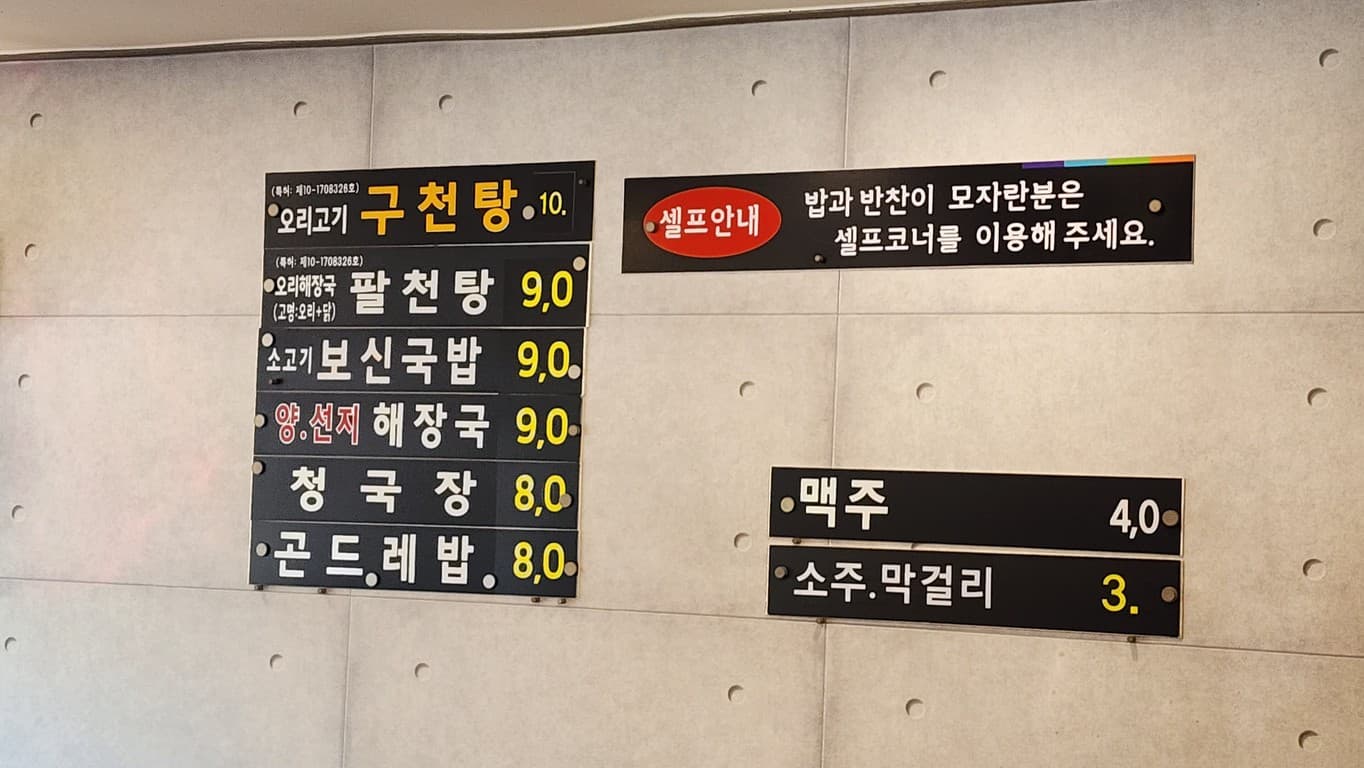 (특허: 제10-1708326호)
오리고기 구천탕 10.
(특허: 제10-1708326호)
오리해장국 팔천탕 9,0
(고명:오리+닭)
소고기 보신국밥 9,0
양.선지 해장국 9,0
청국장 8,0
곤드레밥 8,0
셀프안내
밥과 반찬이 모자란분은
셀프코너를 이용해 주세요.
맥주 4,0
소주.막걸리 3.